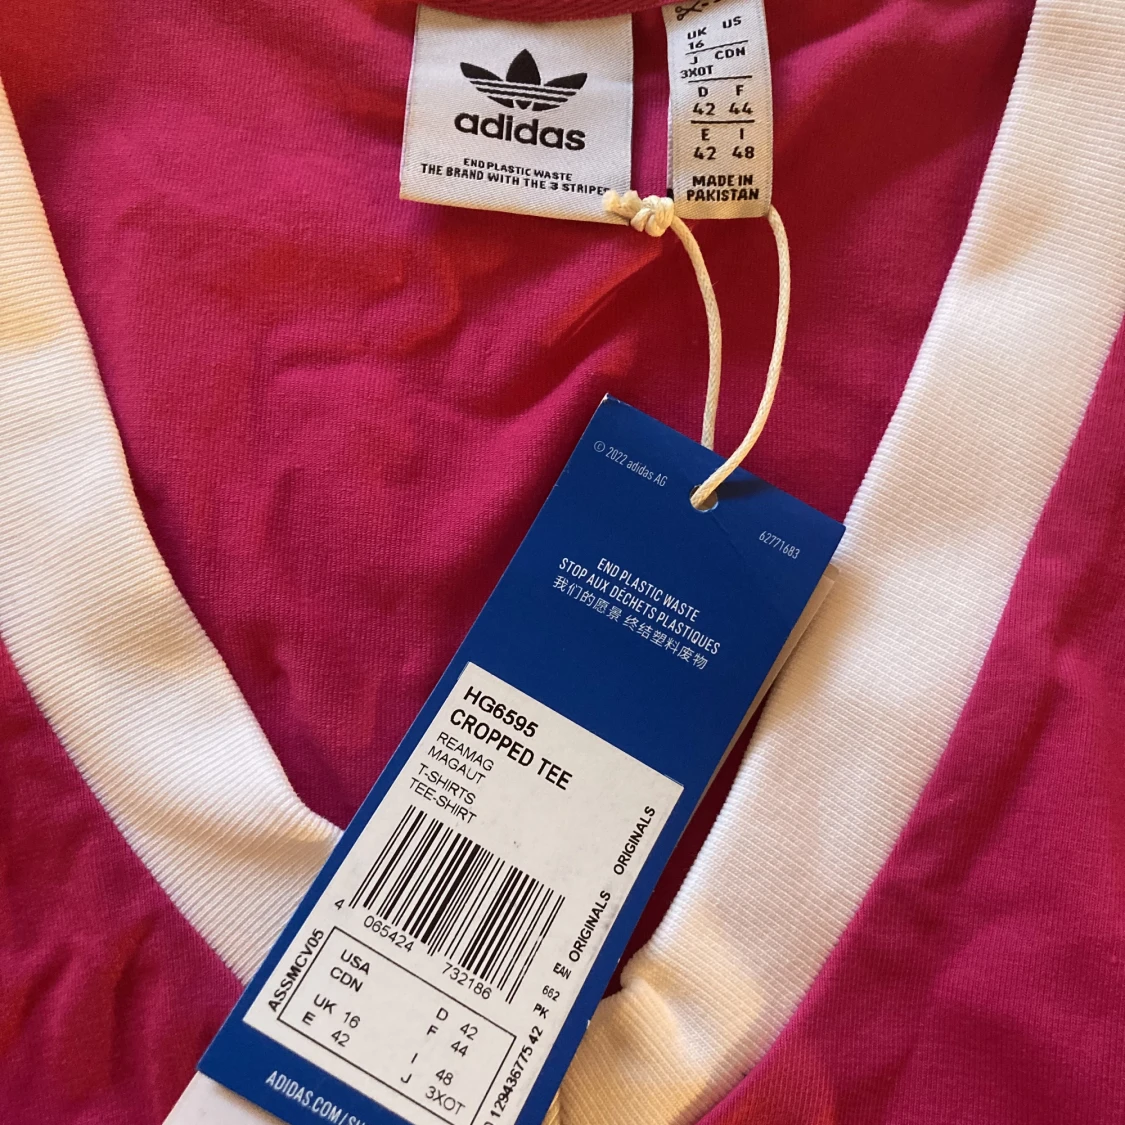 adidas
END PLASTIC WASTE
THE BRAND WITH THE 3 STRIPES
UK US
16
J CDN
3XOT
D F
42 44
E I
42 48
MADE IN
PAKISTAN
© 2022 adidas AG
62771683
END PLASTIC WASTE
STOP AUX DECHETS PLASTIQUES
我们的愿景 终结塑料废物
HG6595
CROPPED TEE
REAMAG
MAGAUT
T-SHIRTS
TEE-SHIRT
4 065424 732186
ORIGINALS ORIGINALS
EAN
662
PK
ASSMCV05
USA
CDN
UK 16
E 42
D 42
F 44
I 48
J 3XOT
129436775 42
ADIDAS.COM